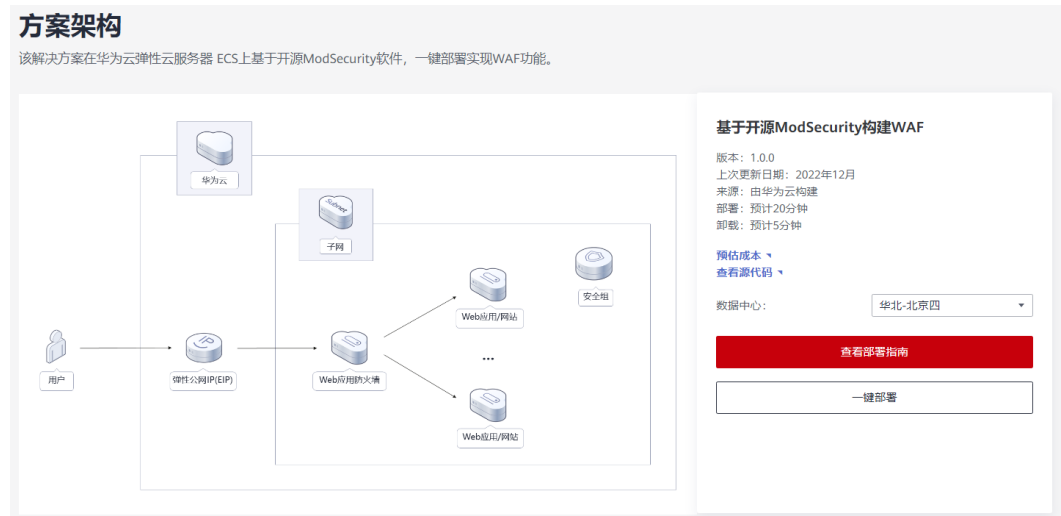 方案架构
该解决方案在华为云弹性云服务器 ECS上基于开源ModSecurity软件，一键部署实现WAF功能。
华为云
Subnet
子网
安全组
Web应用/网站
...
IP
用户
弹性公网IP(EIP)
Web应用防火墙
Web应用/网站
基于开源ModSecurity构建WAF
版本：1.0.0
上次更新日期：2022年12月
来源：由华为云构建
部署：预计20分钟
卸载：预计5分钟
预估成本
查看源代码
数据中心：
华北-北京四
查看部署指南
一键部署